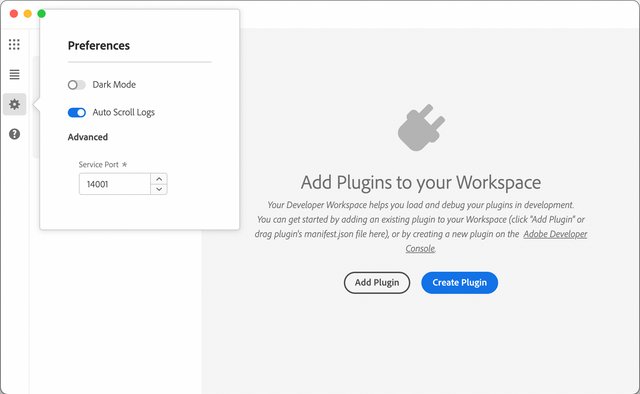 Preferences
Dark Mode
Auto Scroll Logs
Advanced
Service Port *
14001
Add Plugins to your Workspace
Your Developer Workspace helps you load and debug your plugins in development.
You can get started by adding an existing plugin to your Workspace (click "Add Plugin" or
drag plugin's manifest.json file here), or by creating a new plugin on the Adobe Developer
Console.
Add Plugin
Create Plugin